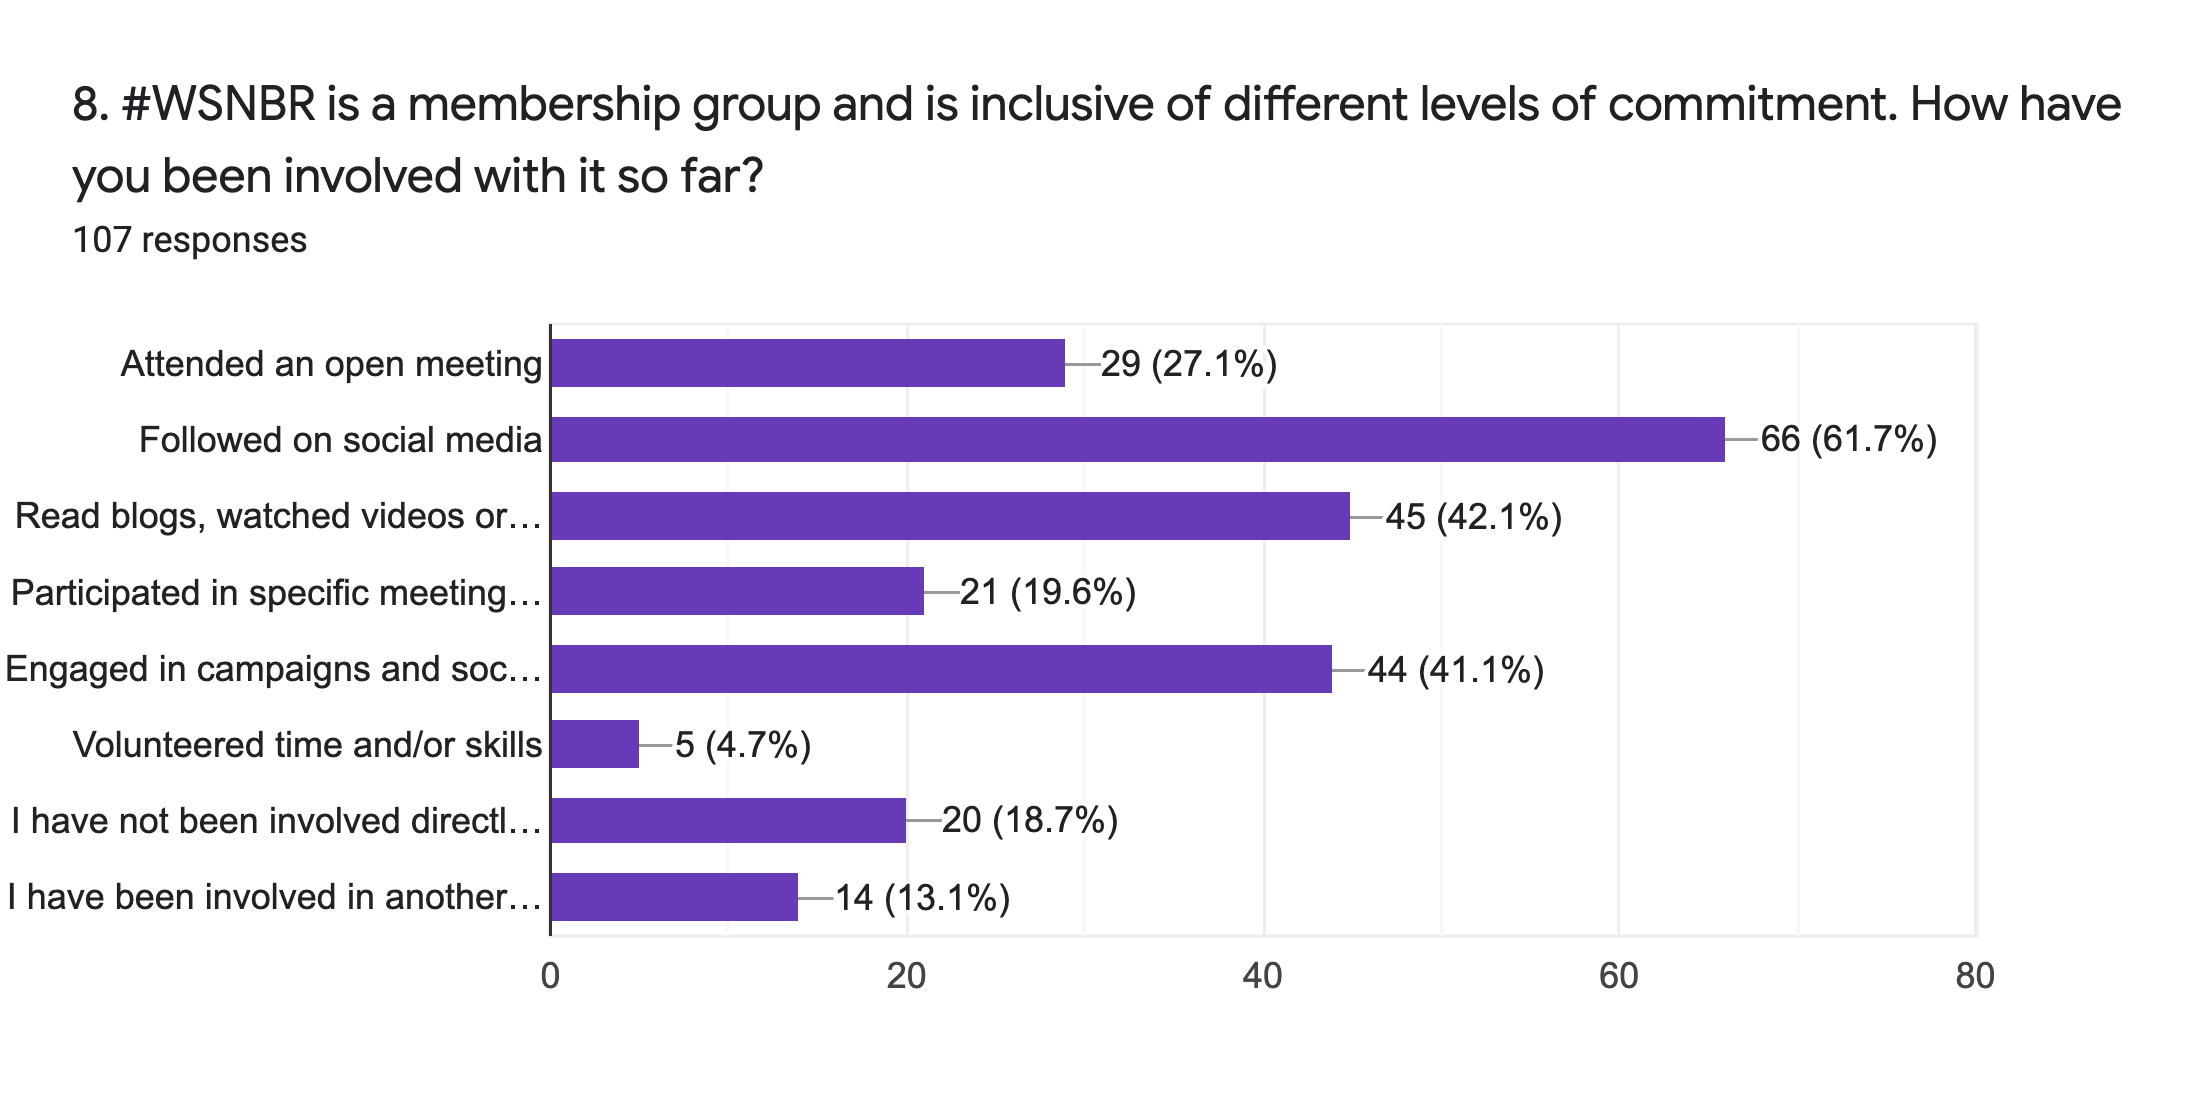 8. #WSNBR is a membership group and is inclusive of different levels of commitment. How have
you been involved with it so far?
107 responses
Attended an open meeting 29 (27.1%)
Followed on social media 66 (61.7%)
Read blogs, watched videos or… 45 (42.1%)
Participated in specific meeting… 21 (19.6%)
Engaged in campaigns and soc… 44 (41.1%)
Volunteered time and/or skills 5 (4.7%)
I have not been involved directl… 20 (18.7%)
I have been involved in another… 14 (13.1%)
0 20 40 60 80